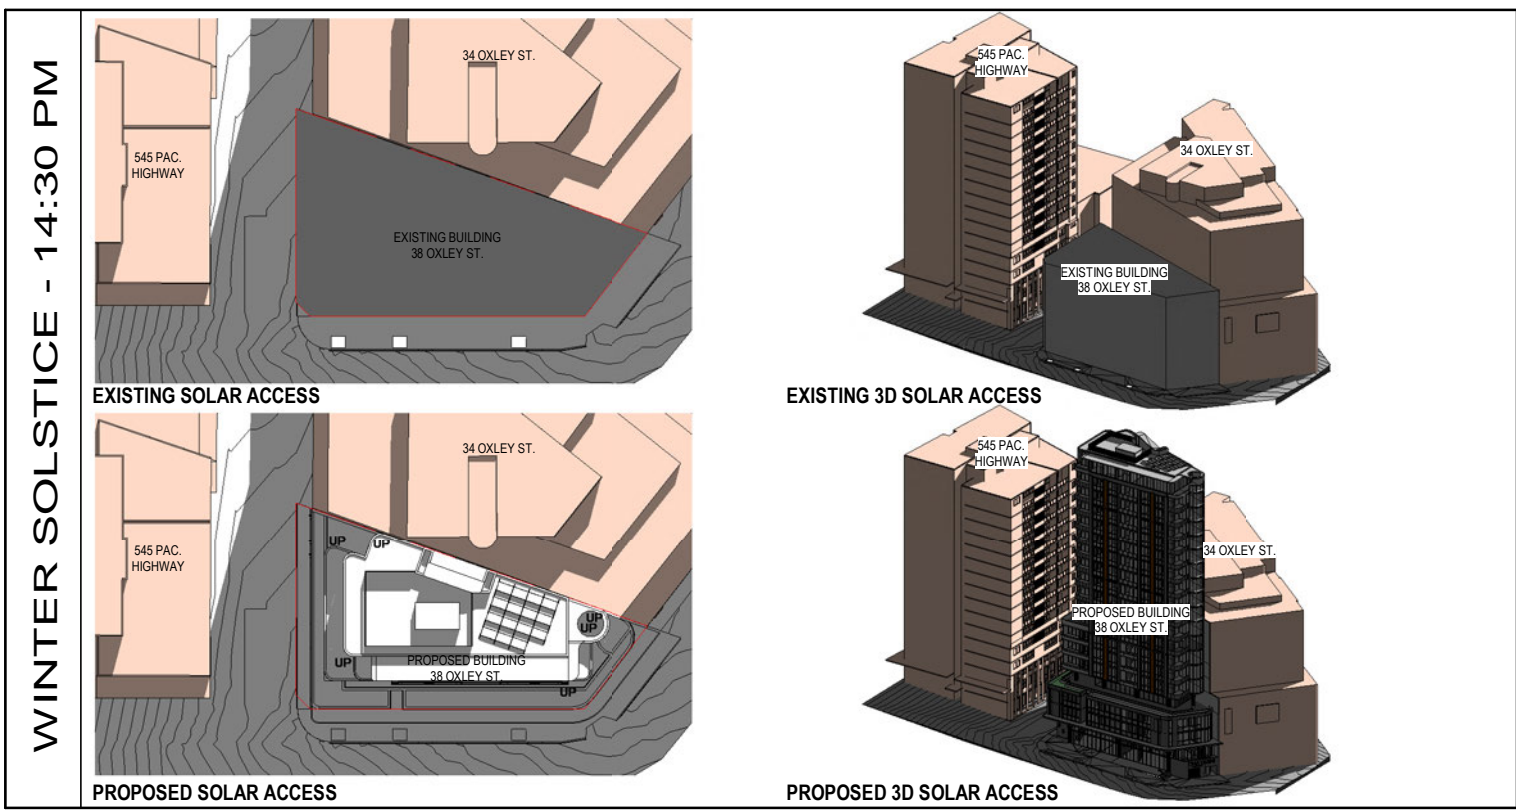 WINTER SOLSTICE - 14:30 PM
34 OXLEY ST.
545 PAC.
HIGHWAY
EXISTING BUILDING
38 OXLEY ST.
EXISTING SOLAR ACCESS
545 PAC.
HIGHWAY
34 OXLEY ST.
EXISTING BUILDING
38 OXLEY ST.
EXISTING 3D SOLAR ACCESS
34 OXLEY ST.
545 PAC.
HIGHWAY
UP
UP
UP
UP
UP
PROPOSED BUILDING
38 OXLEY ST.
UP
PROPOSED SOLAR ACCESS
545 PAC.
HIGHWAY
34 OXLEY ST.
PROPOSED BUILDING
38 OXLEY ST.
PROPOSED 3D SOLAR ACCESS